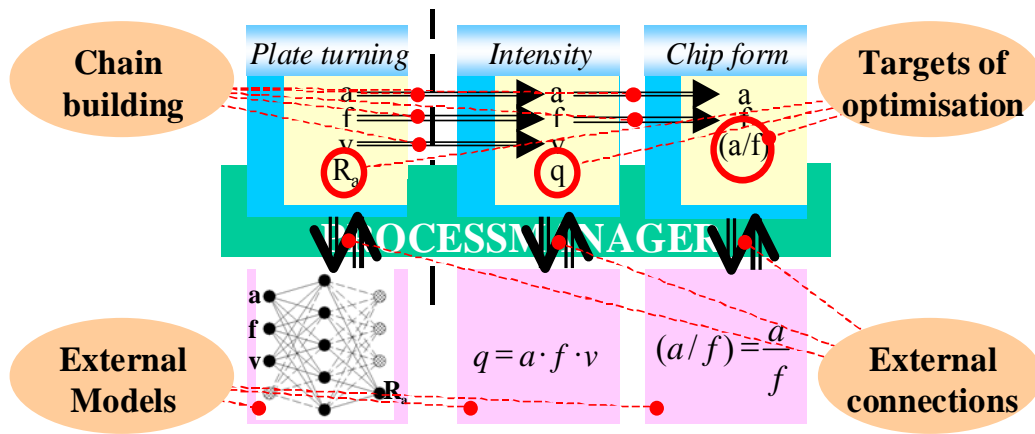 Chain
building
Plate turning
Intensity
Chip form
Targets of
optimisation
a
f
v
Rₐ
a
f
v
q
a
f
(a/f)
PROCESSMANAGER
a
f
v
Rₐ
q = a · f · v
(a / f) = a/f
External
Models
External
connections